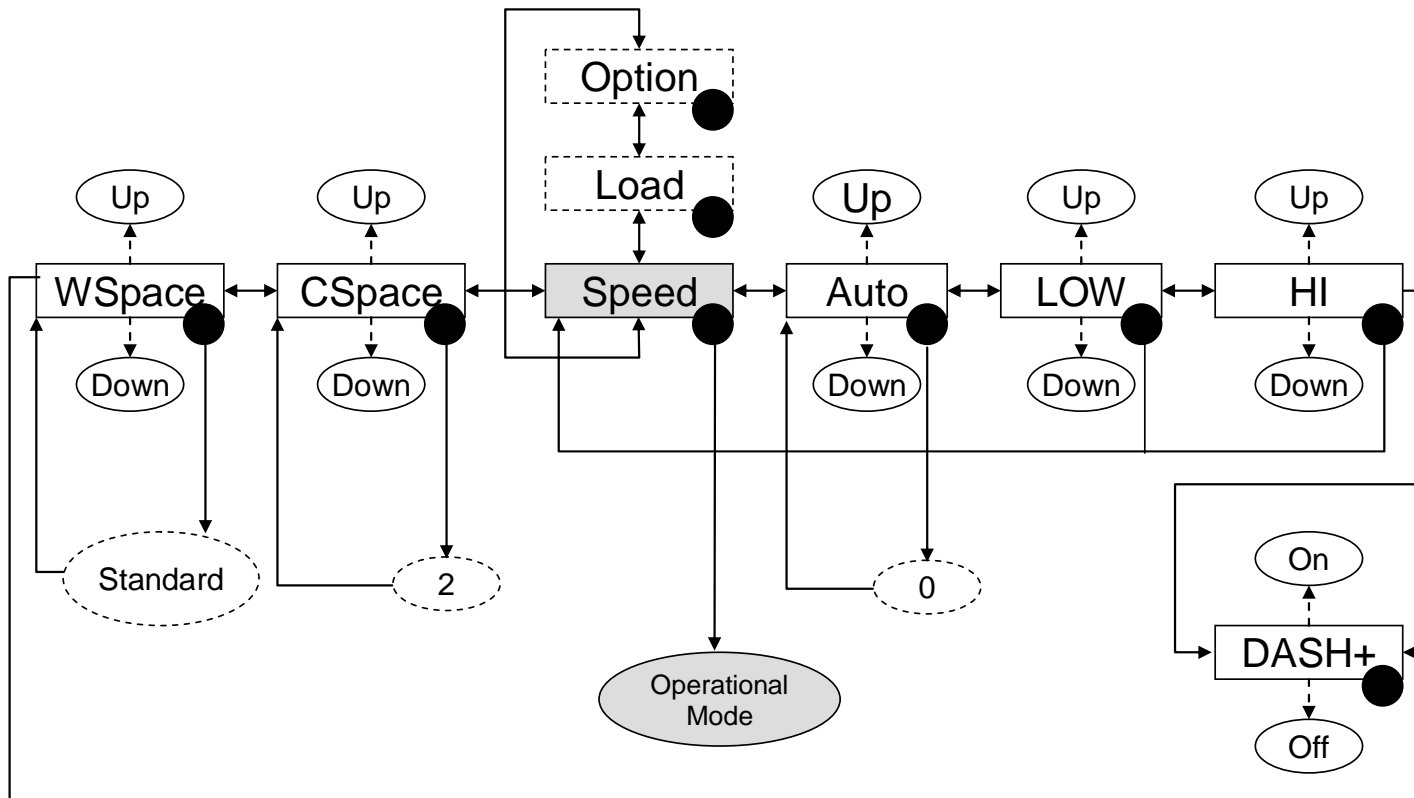 Option
Load
Up
Up
Up
Up
Up
WSpace
CSpace
Speed
Auto
LOW
HI
Down
Down
Down
Down
Down
Standard
2
0
On
DASH+
Off
Operational
Mode